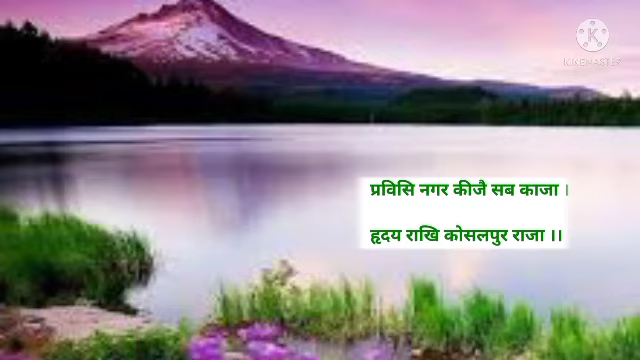 KINEMASTER
प्रविसि नगर कीजै सब काजा ।
हृदय राखि कोसलपुर राजा ।।